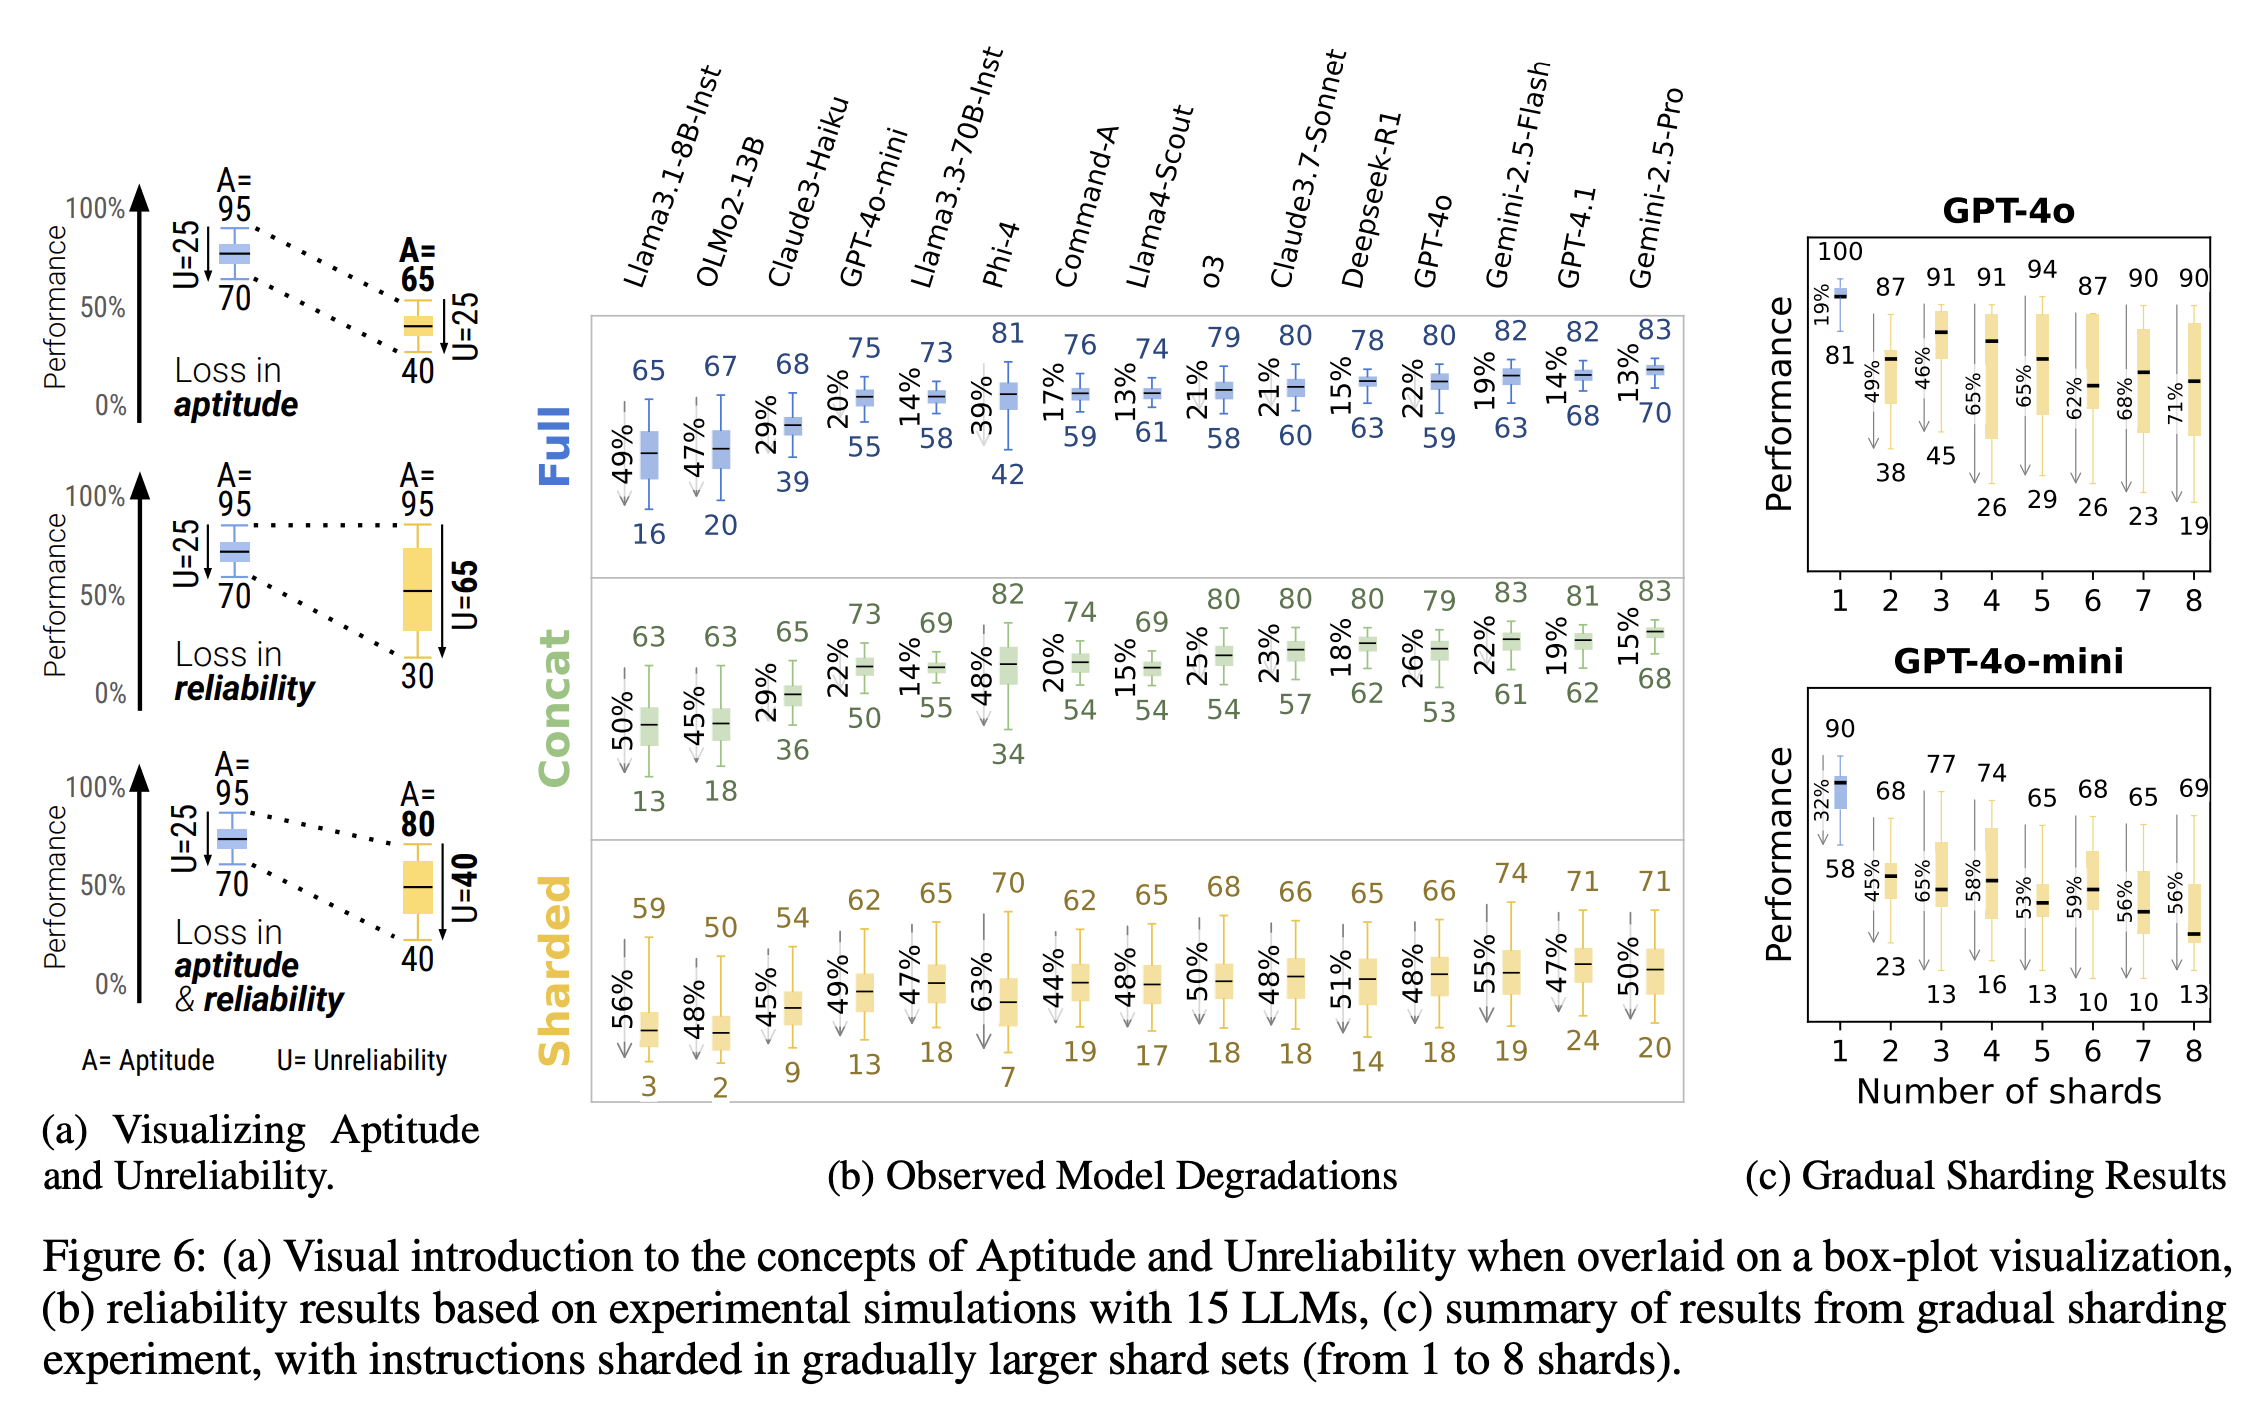 A=
95
100%
U=25
70
50%
0%
Performance
A=
65
U=25
40
Loss in
aptitude
A=
95
100%
U=25
70
50%
0%
Performance
A=
95
U=65
30
Loss in
reliability
A=
95
100%
U=25
70
50%
0%
Performance
A=
80
U=40
40
Loss in
aptitude
& reliability
A= Aptitude U= Unreliability
(a) Visualizing Aptitude
and Unreliability.
Llama3.1-8B-Inst
OLMo2-13B
Claude3-Haiku
GPT-4o-mini
Llama3.3-70B-Inst
Phi-4
Command-A
Llama4-Scout
o3
Claude3.7-Sonnet
Deepseek-R1
GPT-4o
Gemini-2.5-Flash
GPT-4.1
Gemini-2.5-Pro
Full
65 67 68 75 73 81 76 74 79 80 78 80 82 82 83
49% 47% 29% 20% 14% 39% 17% 13% 21% 21% 15% 22% 19% 14% 13%
16 20 39 55 58 42 59 61 58 60 63 59 63 68 70
Concat
63 63 65 73 69 82 74 69 80 80 80 79 83 81 83
50% 45% 29% 22% 14% 48% 20% 15% 25% 23% 18% 26% 22% 19% 15%
13 18 36 50 55 34 54 54 54 57 62 53 61 62 68
Sharded
59 50 54 62 65 70 62 65 68 66 65 66 74 71 71
56% 48% 45% 49% 47% 63% 44% 48% 50% 48% 51% 48% 55% 47% 50%
3 2 9 13 18 7 19 17 18 18 14 18 19 24 20
(b) Observed Model Degradations
GPT-4o
Performance
100 87 91 91 94 87 90 90
19% 49% 46% 65% 65% 62% 68% 71%
81 38 45 26 29 26 23 19
1 2 3 4 5 6 7 8
GPT-4o-mini
Performance
90 68 77 74 65 68 65 69
32% 45% 65% 58% 53% 59% 56% 56%
58 23 13 16 13 10 10 13
1 2 3 4 5 6 7 8
Number of shards
(c) Gradual Sharding Results
Figure 6: (a) Visual introduction to the concepts of Aptitude and Unreliability when overlaid on a box-plot visualization,
(b) reliability results based on experimental simulations with 15 LLMs, (c) summary of results from gradual sharding
experiment, with instructions sharded in gradually larger shard sets (from 1 to 8 shards).